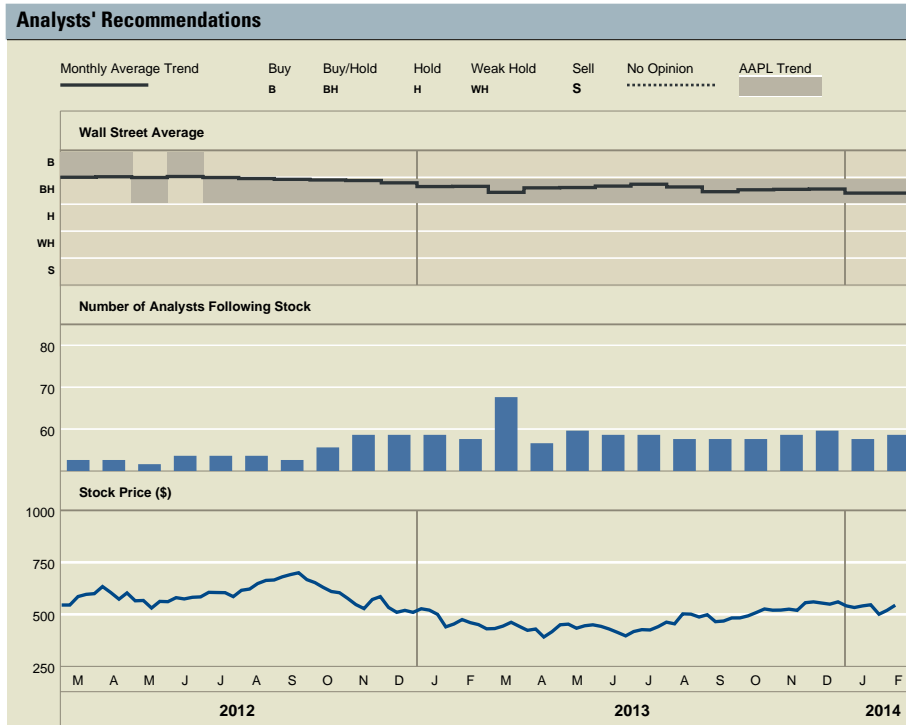 Analysts' Recommendations
Monthly Average Trend Buy Buy/Hold Hold Weak Hold Sell No Opinion AAPL Trend
B BH H WH S
Wall Street Average
B
BH
H
WH
S
Number of Analysts Following Stock
80
70
60
Stock Price ($)
1000
750
500
250
M A M J J A S O N D J F M A M J J A S O N D J F
2012 2013 2014